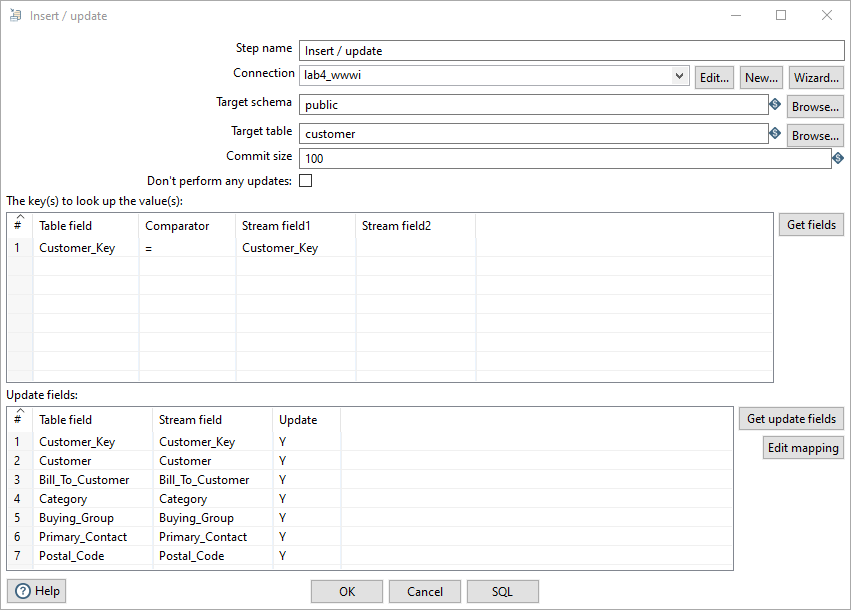 Insert / update
Step name Insert / update
Connection lab4_wwwi Edit... New... Wizard...
Target schema public Browse...
Target table customer Browse...
Commit size 100
Don't perform any updates:
The key(s) to look up the value(s):
# Table field Comparator Stream field1 Stream field2 Get fields
1 Customer_Key = Customer_Key
Update fields:
# Table field Stream field Update Get update fields
1 Customer_Key Customer_Key Y Edit mapping
2 Customer Customer Y
3 Bill_To_Customer Bill_To_Customer Y
4 Category Category Y
5 Buying_Group Buying_Group Y
6 Primary_Contact Primary_Contact Y
7 Postal_Code Postal_Code Y
? Help OK Cancel SQL